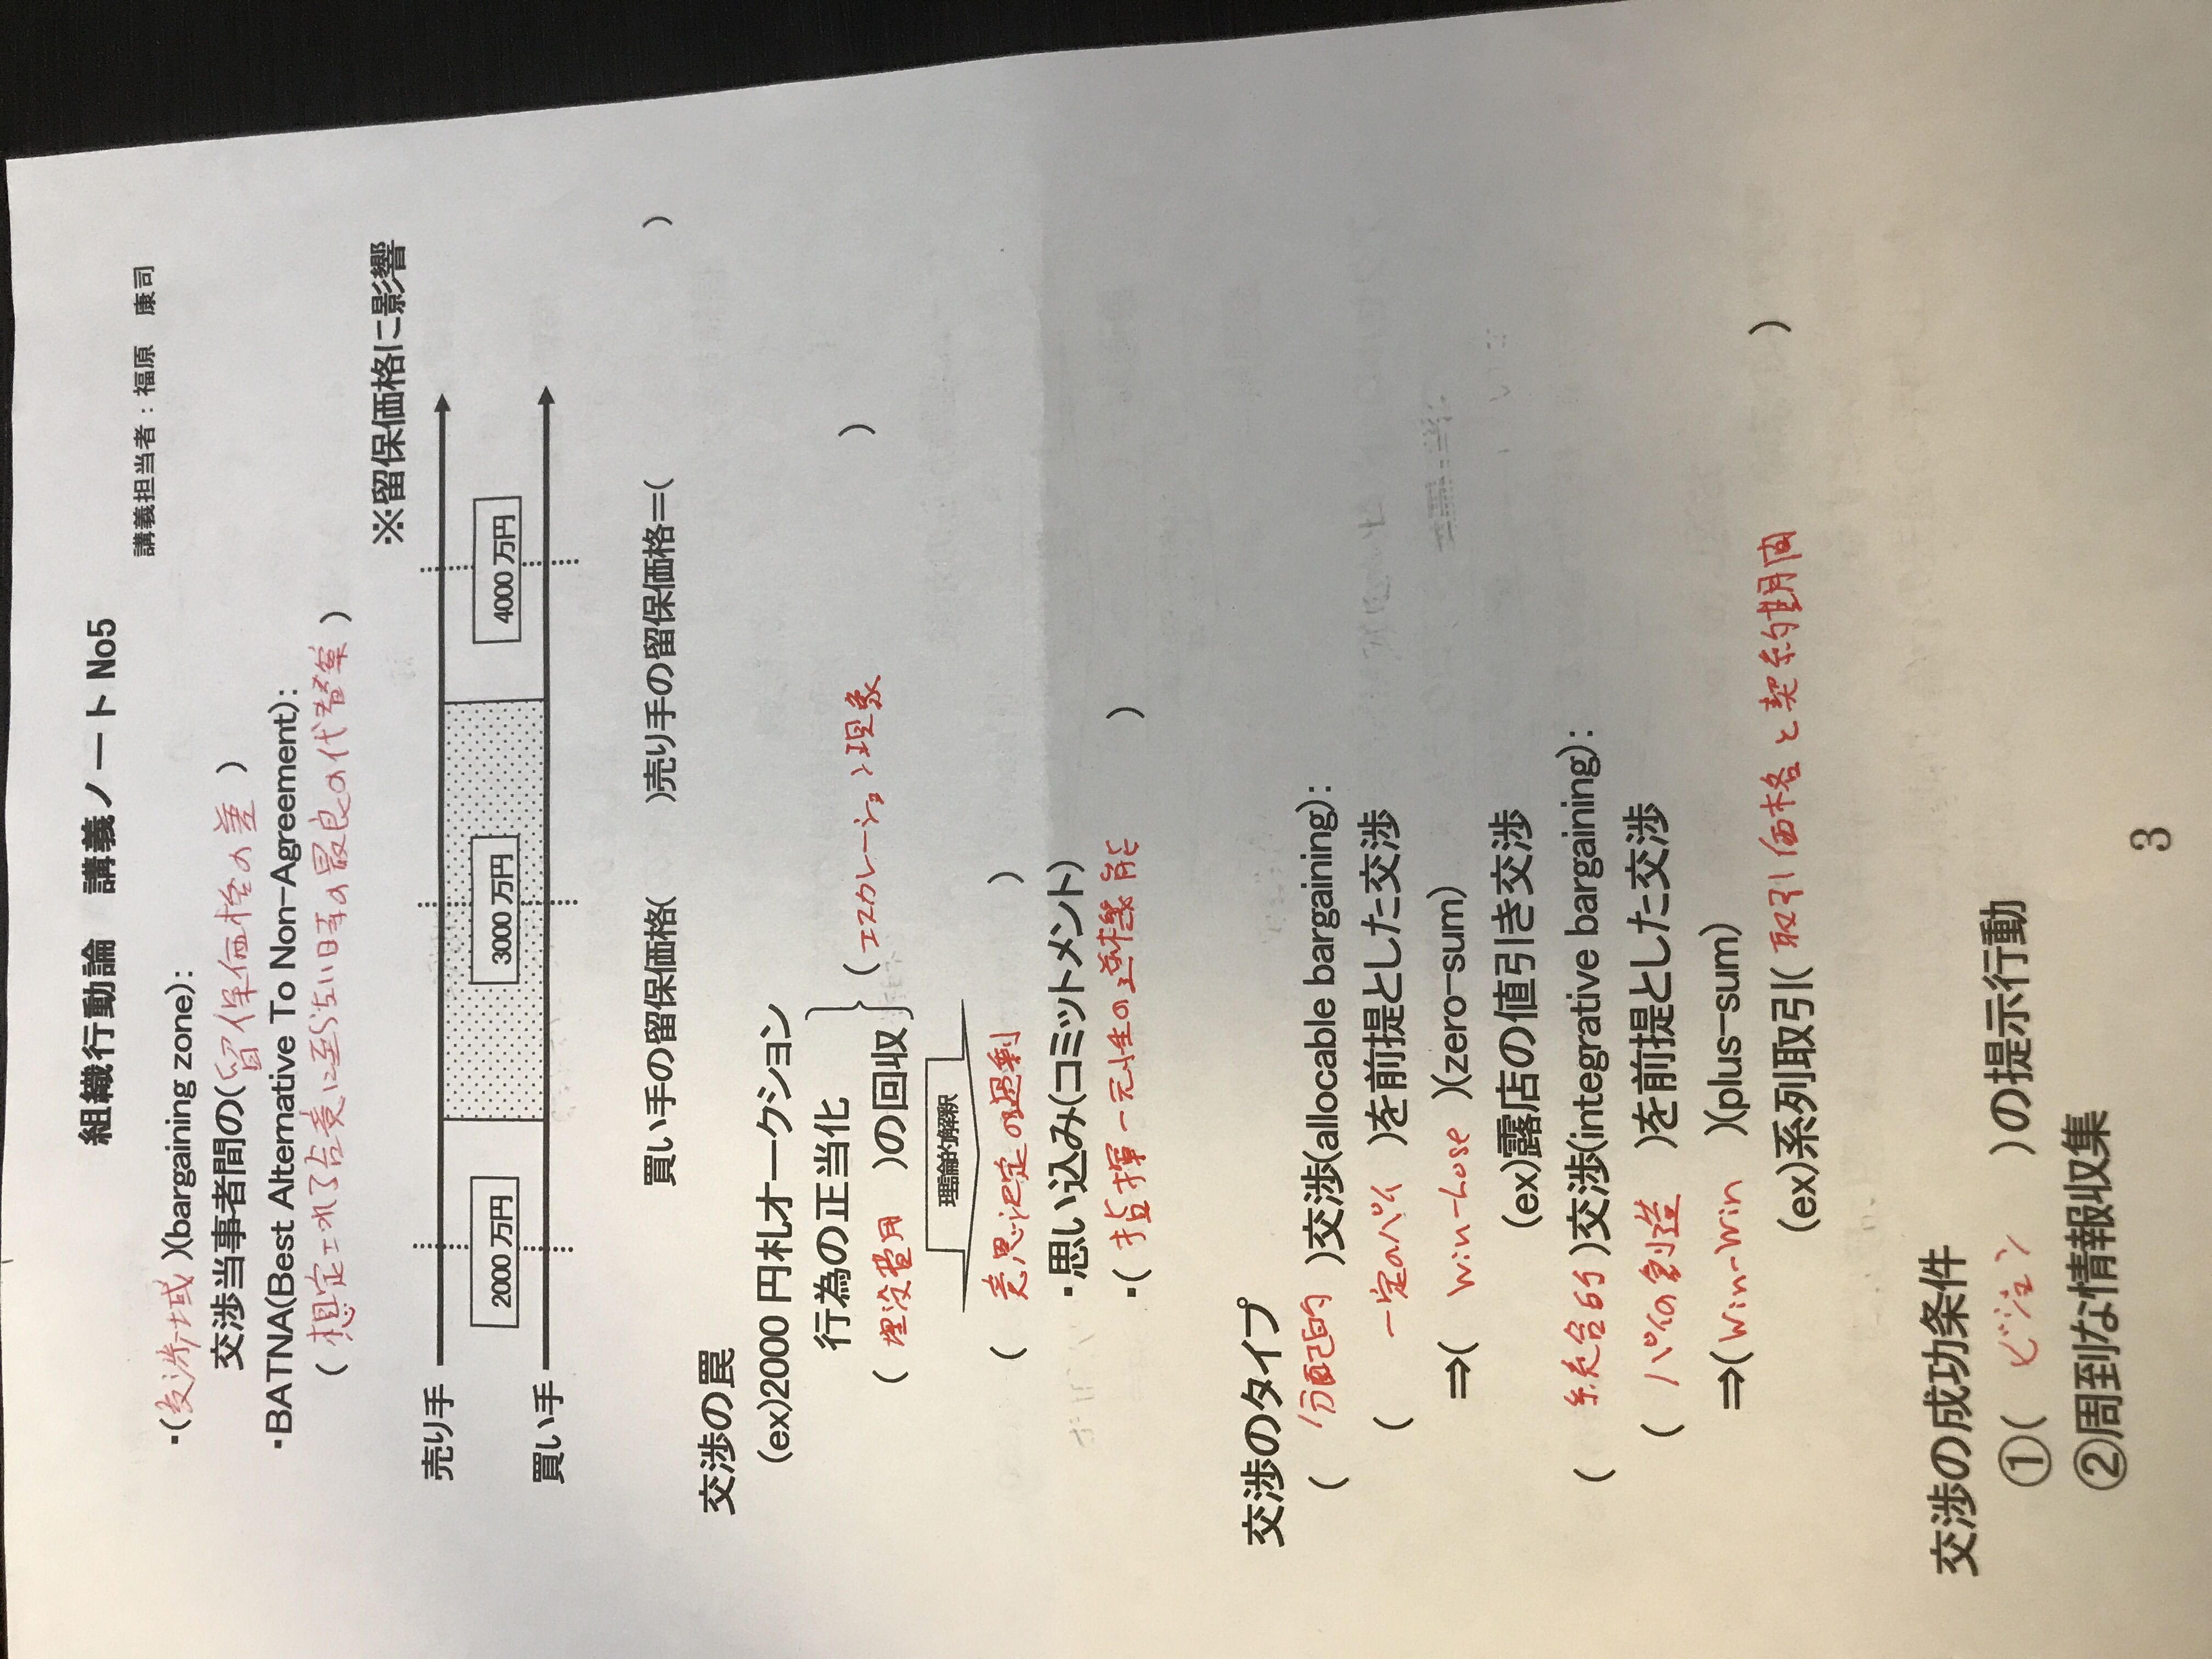 組織行動論　講義ノート No5
講義担当者：福原　康司
・(交渉域)(bargaining zone):
交渉当事者間の(留保価格の差)
・BATNA(Best Alternative To Non-Agreement):
(想定される合意に至らない時の最良の代替案)
※留保価格に影響
売り手
2000 万円　3000 万円　4000 万円
買い手
買い手の留保価格(　　)売り手の留保価格＝(　　　　)
交渉の罠
(ex)2000 円札オークション
行為の正当化
(エスカレーション現象)
(埋没費用)の回収
理論的解釈
(意思決定の過剰)
・思い込み(コミットメント)
・(指揮一元性の逆機能)
交渉のタイプ
(分配的)交渉(allocable bargaining):
(一定のパイ)を前提とした交渉
⇒(Win-Lose)(zero-sum)
(ex)露店の値引き交渉
(統合的)交渉(integrative bargaining):
(パイの創造)を前提とした交渉
⇒(Win-Win)(plus-sum)
(ex)系列取引(取引価格と契約期間)
交渉の成功条件
①(ビジョン)の提示行動
②周到な情報収集
3